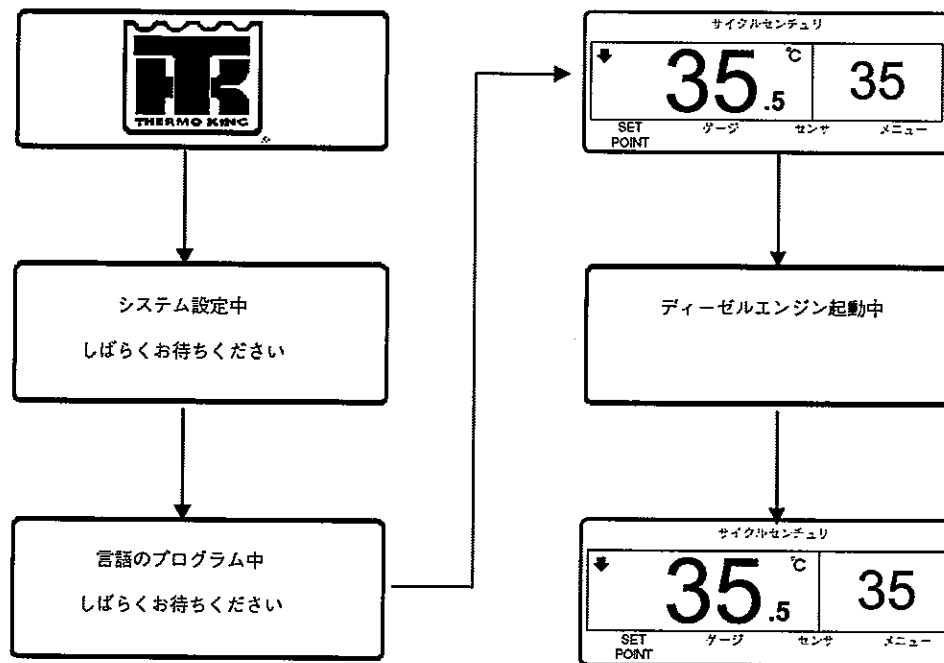 THERMO KING
システム設定中
しばらくお待ちください
言語のプログラム中
しばらくお待ちください
サイクルセンチュリ
35.5 °C 35
SET POINT ゲージ センサ メニュー
ディーゼルエンジン起動中
サイクルセンチュリ
35.5 °C 35
SET POINT ゲージ センサ メニュー